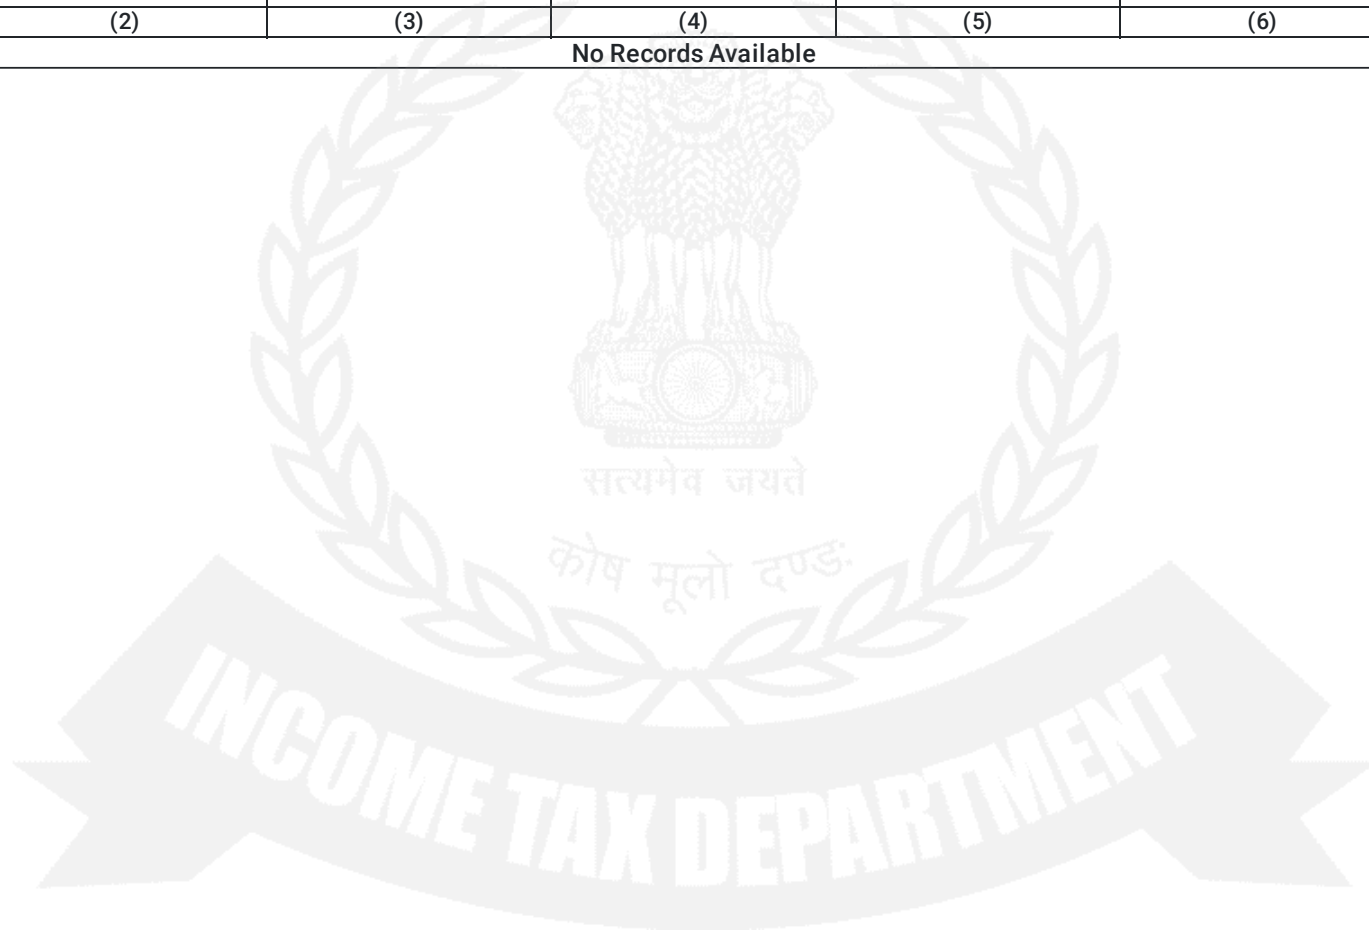 (2) (3) (4) (5) (6)
No Records Available
सत्यमेव जयते
कोष मूलो दण्डः
INCOME TAX DEPARTMENT